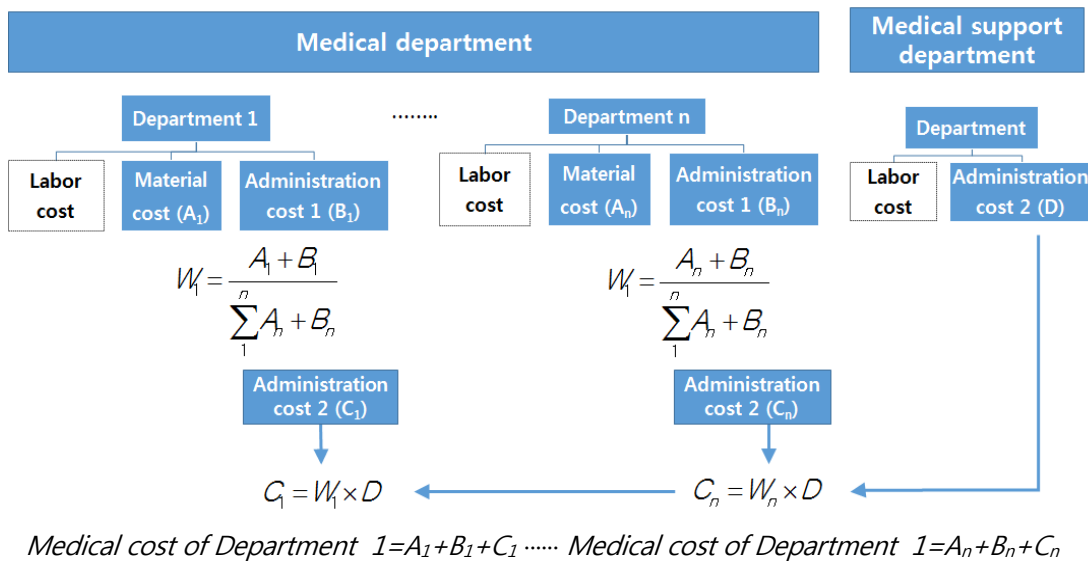 Medical department
Medical support
department
Department 1
........
Department n
Department
Labor
cost
Material
cost (A₁)
Administration
cost 1 (B₁)
Labor
cost
Material
cost (Aₙ)
Administration
cost 1 (Bₙ)
Labor
cost
Administration
cost 2 (D)
W₁ = (A₁ + B₁) / (∑₁ⁿ Aₙ + Bₙ)
W₁ = (Aₙ + Bₙ) / (∑₁ⁿ Aₙ + Bₙ)
Administration
cost 2 (C₁)
Administration
cost 2 (Cₙ)
C₁ = W₁ × D
Cₙ = Wₙ × D
Medical cost of Department 1=A₁+B₁+C₁ ······ Medical cost of Department 1=Aₙ+Bₙ+Cₙ